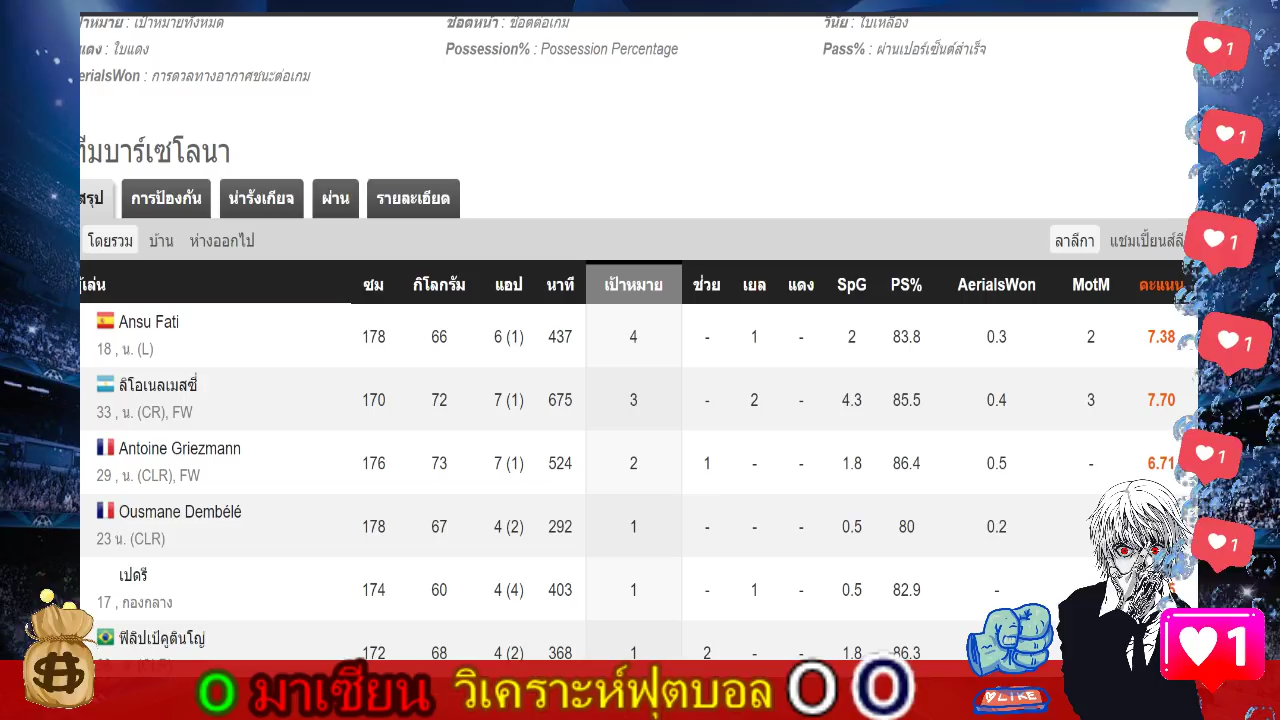 าหมาย : เป้าหมายทั้งหมด ช็อตหน้า : ช็อตต่อเกม วินัย : ใบเหลือง
แดง : ใบแดง Possession% : Possession Percentage Pass% : ผ่านเปอร์เซ็นต์สำเร็จ
erialsWon : การดวลทางอากาศชนะต่อเกม
ทีมบาร์เซโลนา
สรุป การป้องกัน น่ารังเกียจ ผ่าน รายละเอียด
โดยรวม บ้าน ห่างออกไป ลาลีกา แชมเปี้ยนส์ลี
ผู้เล่น ซม กิโลกรัม แอป นาที เป้าหมาย ช่วย เยล แดง SpG PS% AerialsWon MotM คะแนน
Ansu Fati 178 66 6 (1) 437 4 - 1 - 2 83.8 0.3 2 7.38
18 , น. (L)
ลิโอเนลเมสซี่ 170 72 7 (1) 675 3 - 2 - 4.3 85.5 0.4 3 7.70
33 , น. (CR), FW
Antoine Griezmann 176 73 7 (1) 524 2 1 - - 1.8 86.4 0.5 - 6.71
29 , น. (CLR), FW
Ousmane Dembélé 178 67 4 (2) 292 1 - - - 0.5 80 0.2
23 น. (CLR)
เปดรี 174 60 4 (4) 403 1 - 1 - 0.5 82.9 -
17 , กองกลาง
ฟิลิปเป้คูตินโญ่ 172 68 4 (2) 368 1 2 - - 1.8 86.3
มาเซียน วิเคราะห์ฟุตบอล
LIKE
1
1
1
1
1
1
1